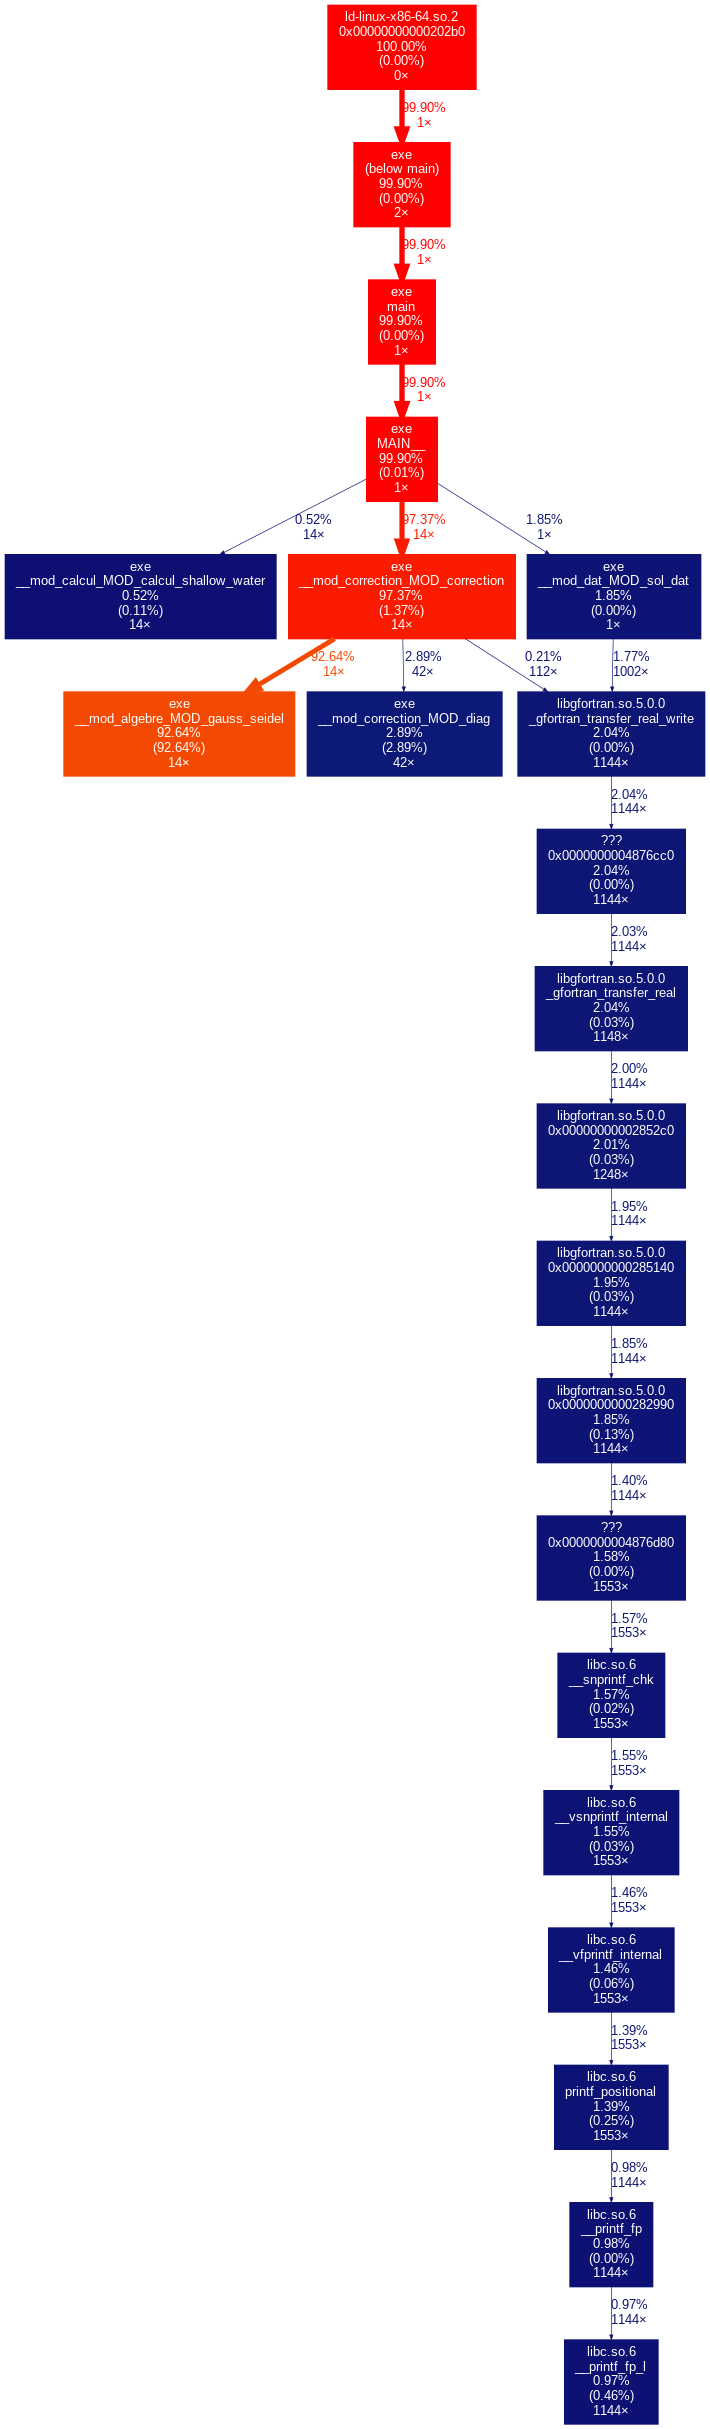 ld-linux-x86-64.so.2
0x00000000000202b0
100.00%
(0.00%)
0×
99.90%
1×
exe
(below main)
99.90%
(0.00%)
2×
99.90%
1×
exe
main
99.90%
(0.00%)
1×
99.90%
1×
exe
MAIN__
99.90%
(0.01%)
1×
0.52%
14×
97.37%
14×
1.85%
1×
exe
__mod_calcul_MOD_calcul_shallow_water
0.52%
(0.11%)
14×
exe
__mod_correction_MOD_correction
97.37%
(1.37%)
14×
exe
__mod_dat_MOD_sol_dat
1.85%
(0.00%)
1×
92.64%
14×
2.89%
42×
0.21%
112×
1.77%
1002×
exe
__mod_algebre_MOD_gauss_seidel
92.64%
(92.64%)
14×
exe
__mod_correction_MOD_diag
2.89%
(2.89%)
42×
libgfortran.so.5.0.0
_gfortran_transfer_real_write
2.04%
(0.00%)
1144×
2.04%
1144×
???
0x0000000004876cc0
2.04%
(0.00%)
1144×
2.03%
1144×
libgfortran.so.5.0.0
_gfortran_transfer_real
2.04%
(0.03%)
1148×
2.00%
1144×
libgfortran.so.5.0.0
0x00000000002852c0
2.01%
(0.03%)
1248×
1.95%
1144×
libgfortran.so.5.0.0
0x0000000000285140
1.95%
(0.03%)
1144×
1.85%
1144×
libgfortran.so.5.0.0
0x0000000000282990
1.85%
(0.13%)
1144×
1.40%
1144×
???
0x0000000004876d80
1.58%
(0.00%)
1553×
1.57%
1553×
libc.so.6
__snprintf_chk
1.57%
(0.02%)
1553×
1.55%
1553×
libc.so.6
__vsnprintf_internal
1.55%
(0.03%)
1553×
1.46%
1553×
libc.so.6
__vfprintf_internal
1.46%
(0.06%)
1553×
1.39%
1553×
libc.so.6
printf_positional
1.39%
(0.25%)
1553×
0.98%
1144×
libc.so.6
__printf_fp
0.98%
(0.00%)
1144×
0.97%
1144×
libc.so.6
__printf_fp_l
0.97%
(0.46%)
1144×